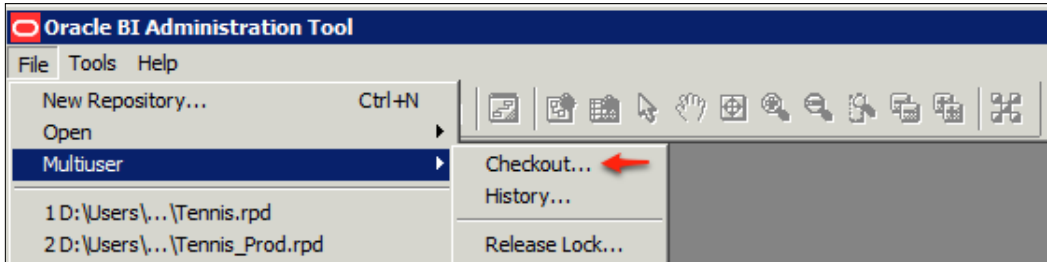 Oracle BI Administration Tool
File Tools Help
New Repository... Ctrl+N
Open
Multiuser
Checkout...
History...
1 D:\Users\...\Tennis.rpd
2 D:\Users\...\Tennis_Prod.rpd
Release Lock...